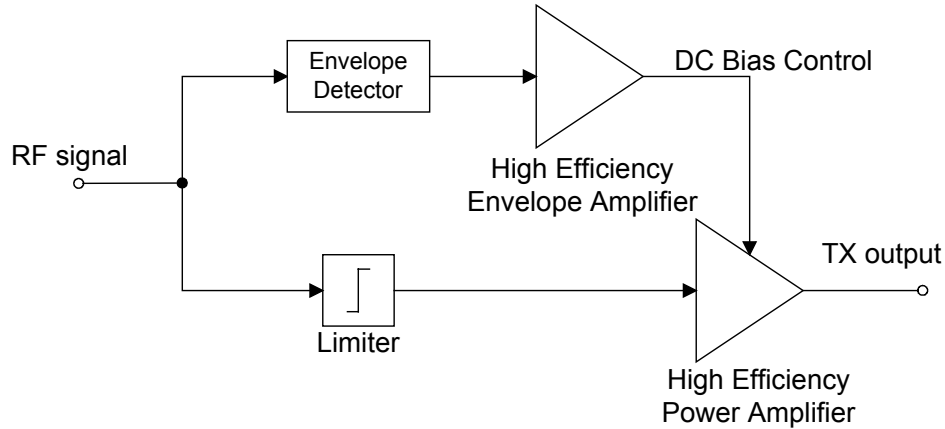 Envelope
Detector
DC Bias Control
RF signal
High Efficiency
Envelope Amplifier
TX output
Limiter
High Efficiency
Power Amplifier